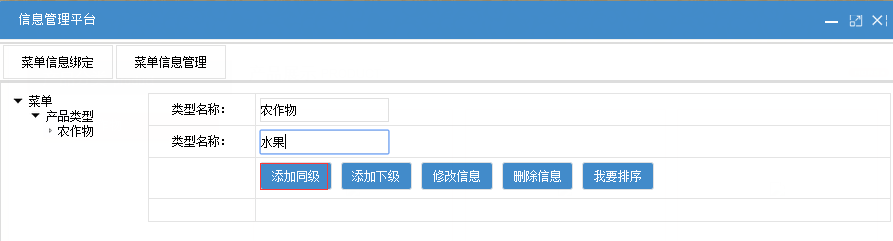 信息管理平台
菜单信息绑定 菜单信息管理
菜单
产品类型
农作物
类型名称： 农作物
类型名称： 水果
添加同级 添加下级 修改信息 删除信息 我要排序